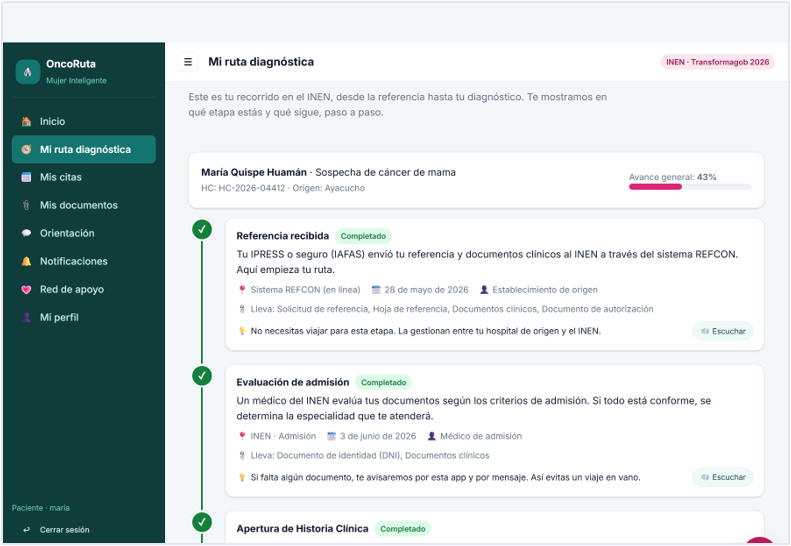 OncoRuta
Mujer Inteligente
Inicio
Mi ruta diagnóstica
Mis citas
Mis documentos
Orientación
Notificaciones
Red de apoyo
Mi perfil
Paciente · maria
Cerrar sesión
Mi ruta diagnóstica
INEN · Transformagob 2026
Este es tu recorrido en el INEN, desde la referencia hasta tu diagnóstico. Te mostramos en
qué etapa estás y qué sigue, paso a paso.
María Quispe Huamán · Sospecha de cáncer de mama
HC: HC-2026-04412 · Origen: Ayacucho
Avance general: 43%
Referencia recibida Completado
Tu IPRESS o seguro (IAFAS) envió tu referencia y documentos clínicos al INEN a través del sistema REFCON.
Aquí empieza tu ruta.
Sistema REFCON (en línea) 28 de mayo de 2026 Establecimiento de origen
Lleva: Solicitud de referencia, Hoja de referencia, Documentos clínicos, Documento de autorización
No necesitas viajar para esta etapa. La gestionan entre tu hospital de origen y el INEN.
Escuchar
Evaluación de admisión Completado
Un médico del INEN evalúa tus documentos según los criterios de admisión. Si todo está conforme, se
determina la especialidad que te atenderá.
INEN · Admisión 3 de junio de 2026 Médico de admisión
Lleva: Documento de identidad (DNI), Documentos clínicos
Si falta algún documento, te avisaremos por esta app y por mensaje. Así evitas un viaje en vano.
Escuchar
Apertura de Historia Clínica Completado